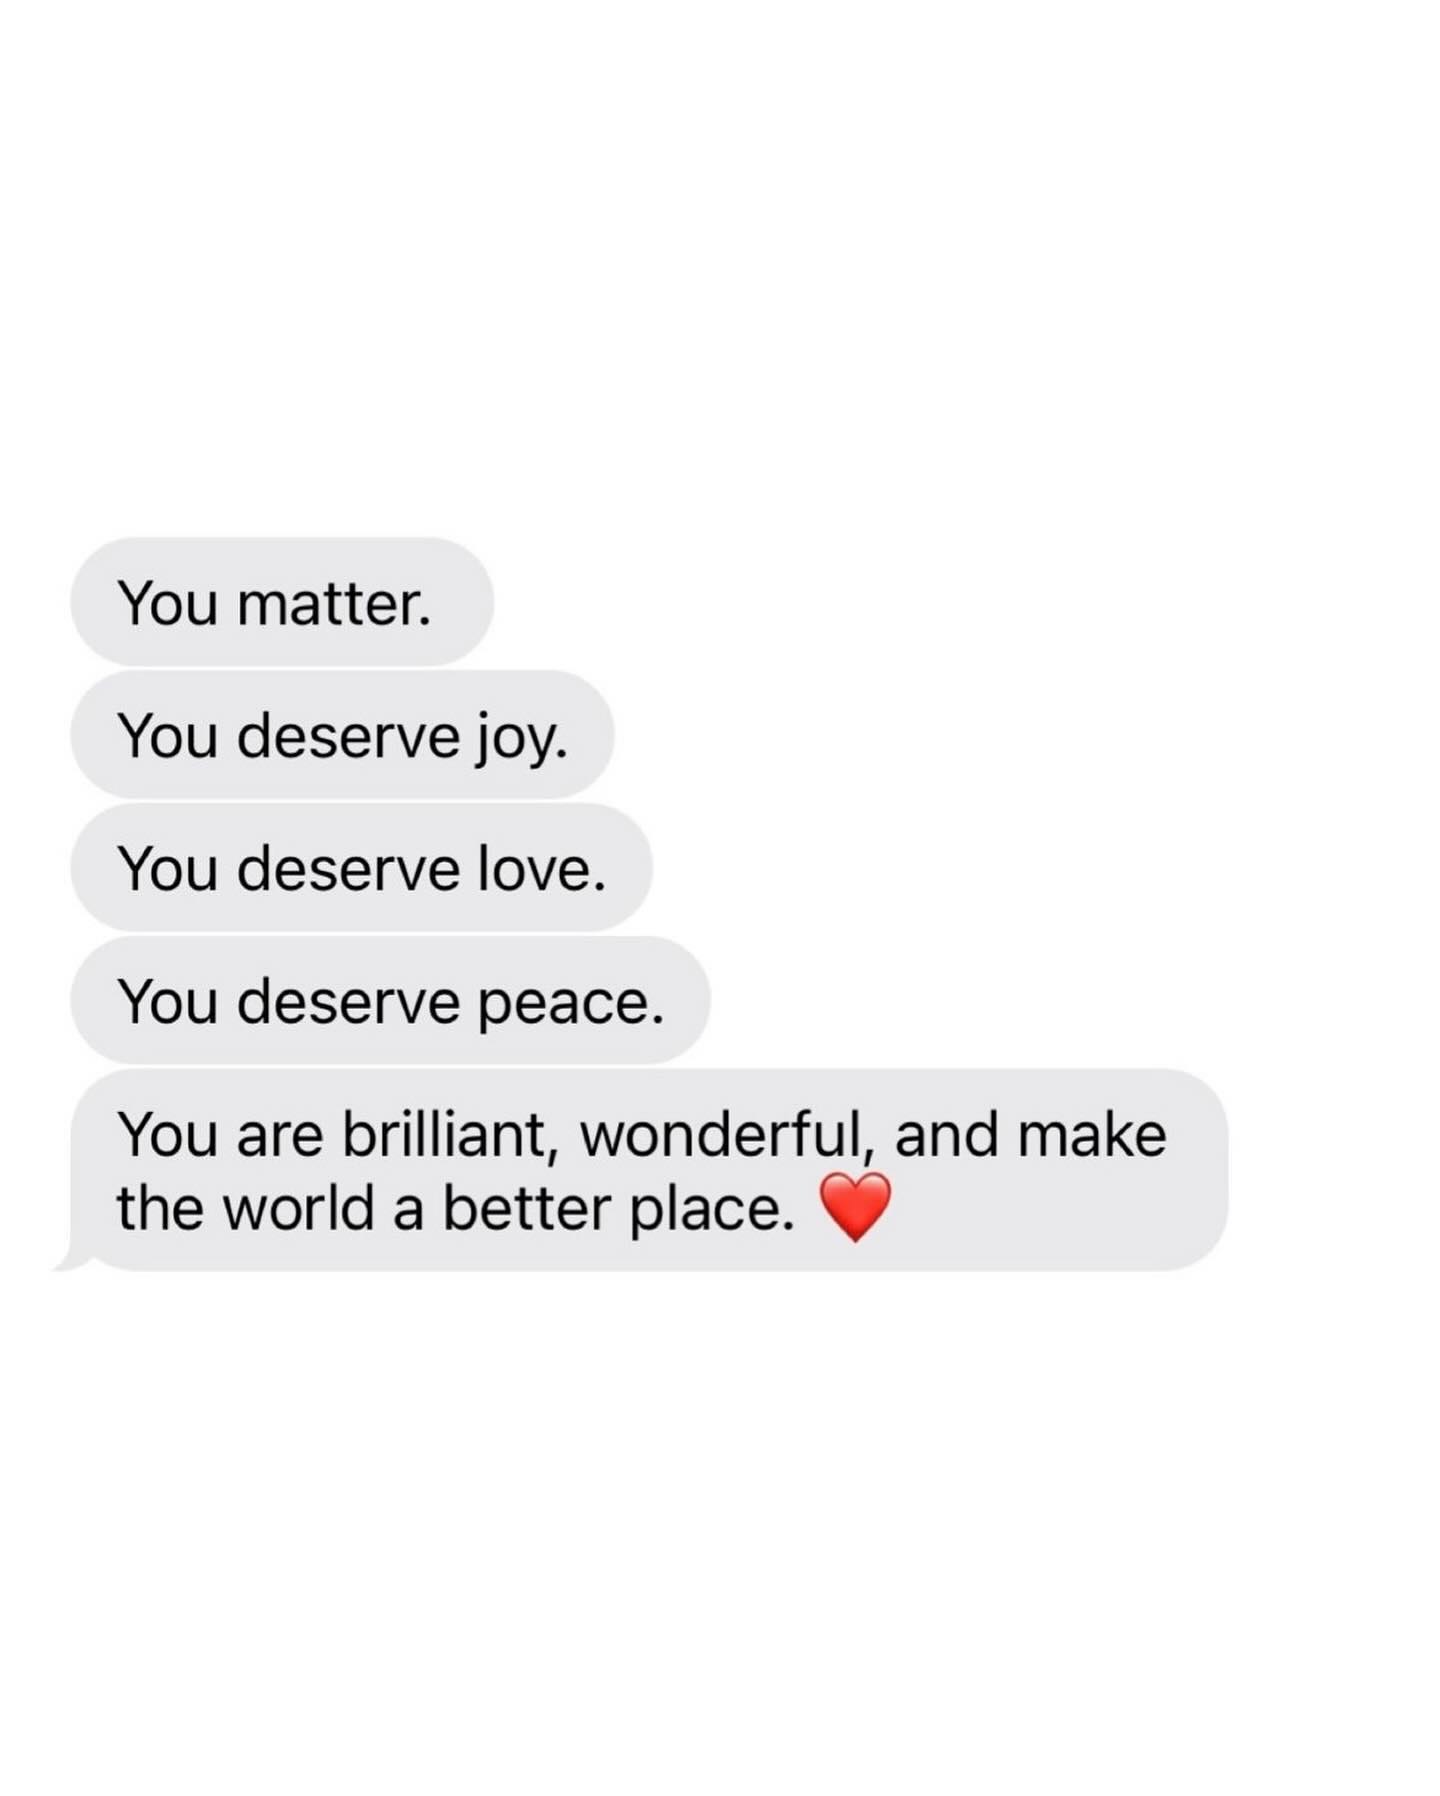 You matter.
You deserve joy.
You deserve love.
You deserve peace.
You are brilliant, wonderful, and make
the world a better place. ❤️